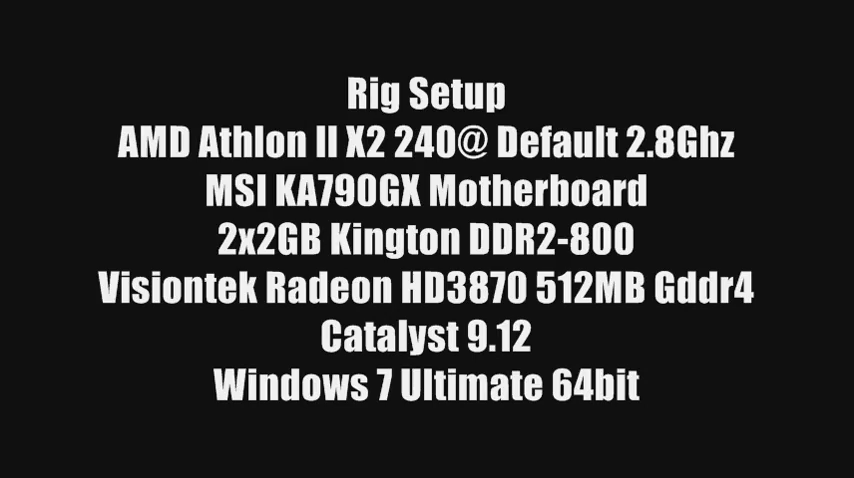 Rig Setup
AMD Athlon II X2 240@ Default 2.8Ghz
MSI KA790GX Motherboard
2x2GB Kington DDR2-800
Visiontek Radeon HD3870 512MB Gddr4
Catalyst 9.12
Windows 7 Ultimate 64bit